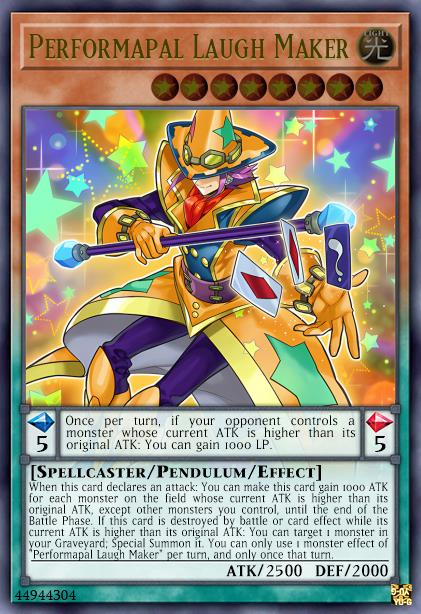 PERFORMAPAL LAUGH MAKER
LIGHT
光
Once per turn, if your opponent controls a
monster whose current ATK is higher than its
original ATK: You can gain 1000 LP.
5
5
[SPELLCASTER/PENDULUM/EFFECT]
When this card declares an attack: You can make this card gain 1000 ATK
for each monster on the field whose current ATK is higher than its
original ATK, except other monsters you control, until the end of the
Battle Phase. If this card is destroyed by battle or card effect while its
current ATK is higher than its original ATK: You can target 1 monster in
your Graveyard; Special Summon it. You can only use 1 monster effect of
"Performapal Laugh Maker" per turn, and only once that turn.
ATK/2500 DEF/2000
44944304